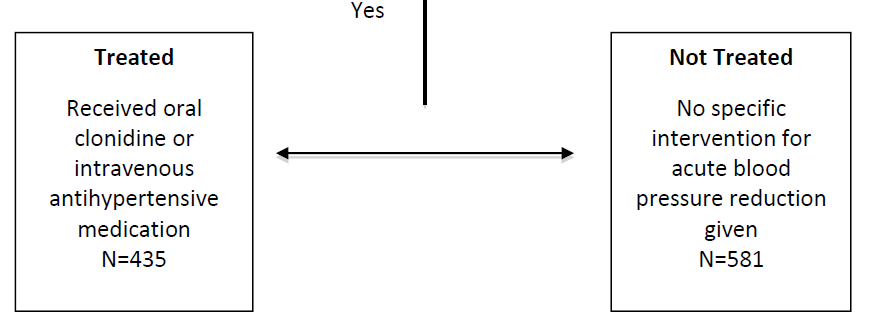 Yes
Treated
Received oral
clonidine or
intravenous
antihypertensive
medication
N=435
Not Treated
No specific
intervention for
acute blood
pressure reduction
given
N=581